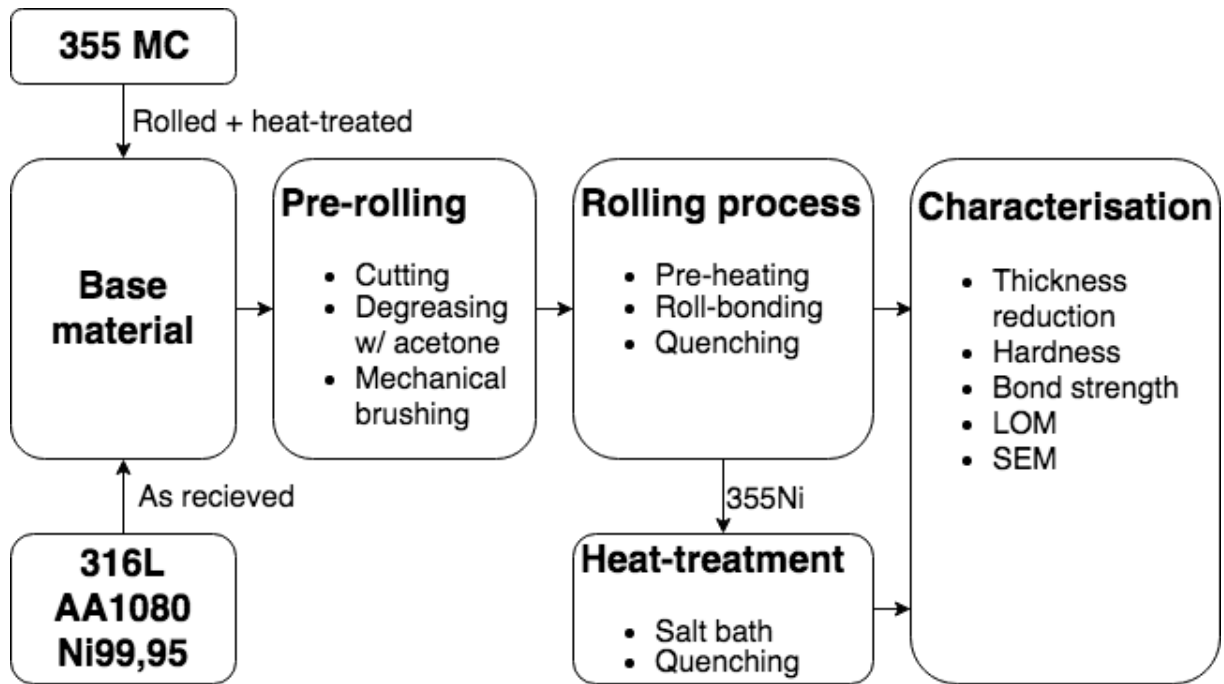 355 MC
Rolled + heat-treated
Base
material
As recieved
316L
AA1080
Ni99,95
Pre-rolling
• Cutting
• Degreasing
w/ acetone
• Mechanical
brushing
Rolling process
• Pre-heating
• Roll-bonding
• Quenching
355Ni
Heat-treatment
• Salt bath
• Quenching
Characterisation
• Thickness
reduction
• Hardness
• Bond strength
• LOM
• SEM